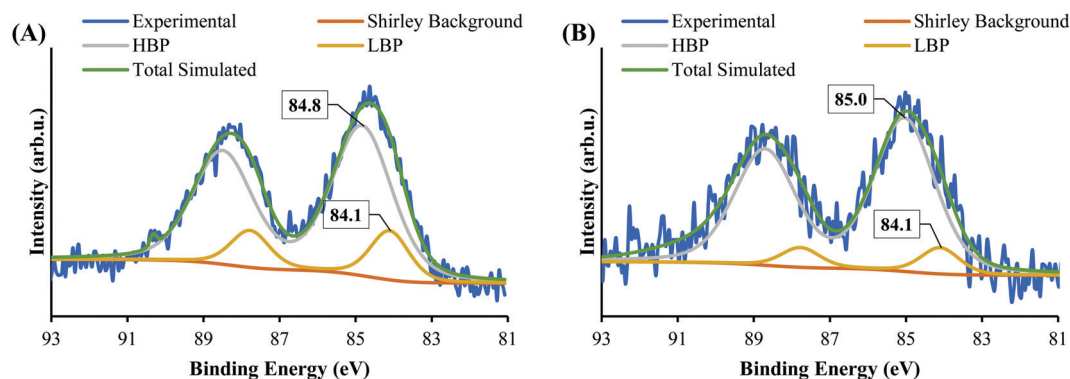 (A)
Experimental
Shirley Background
HBP
LBP
Total Simulated
84.8
84.1
Intensity (arb.u.)
93 91 89 87 85 83 81
Binding Energy (eV)
(B)
Experimental
Shirley Background
HBP
LBP
Total Simulated
85.0
84.1
Intensity (arb.u.)
93 91 89 87 85 83 81
Binding Energy (eV)